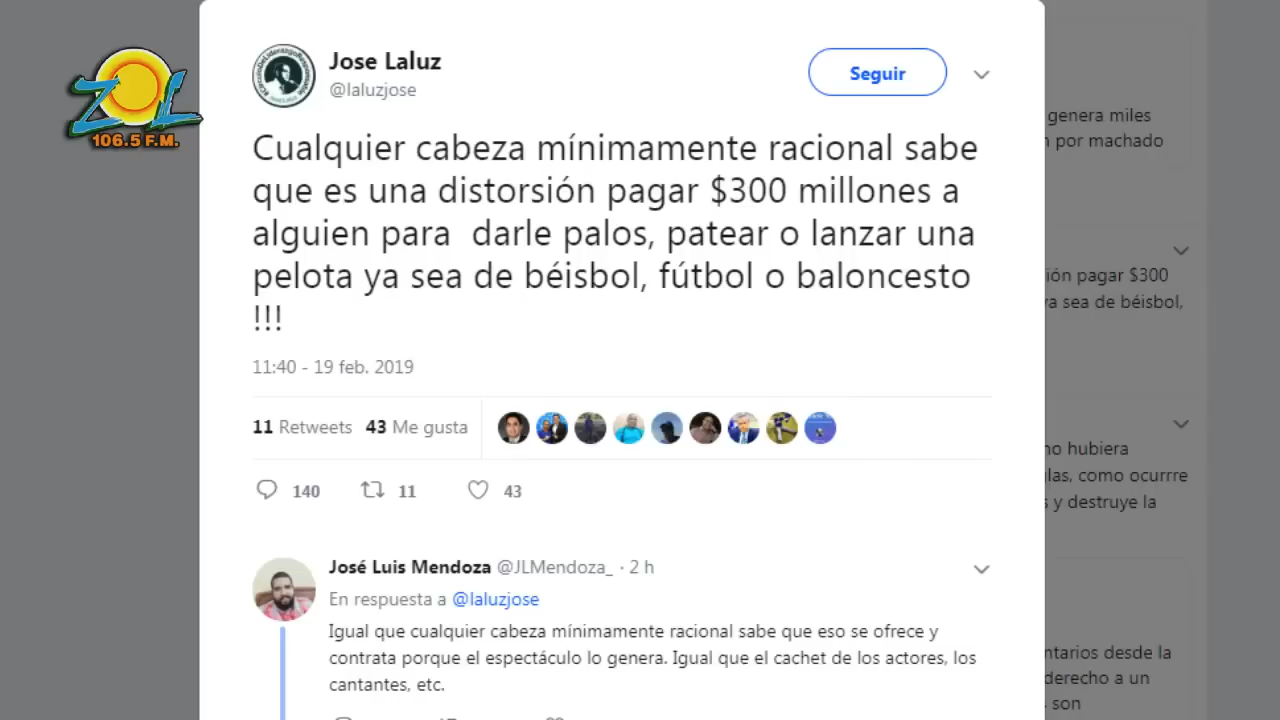 ZOL
106.5 F.M.
Jose Laluz
@laluzjose
Seguir
Cualquier cabeza mínimamente racional sabe
que es una distorsión pagar $300 millones a
alguien para darle palos, patear o lanzar una
pelota ya sea de béisbol, fútbol o baloncesto
!!!
11:40 - 19 feb. 2019
11 Retweets 43 Me gusta
140 11 43
José Luis Mendoza @JLMendoza_ · 2 h
En respuesta a @laluzjose
Igual que cualquier cabeza mínimamente racional sabe que eso se ofrece y
contrata porque el espectáculo lo genera. Igual que el cachet de los actores, los
cantantes, etc.
genera miles
por machado
ión pagar $300
ya sea de béisbol,
no hubiera
las, como ocurrre
s y destruye la
ntarios desde la
derecho a un
son